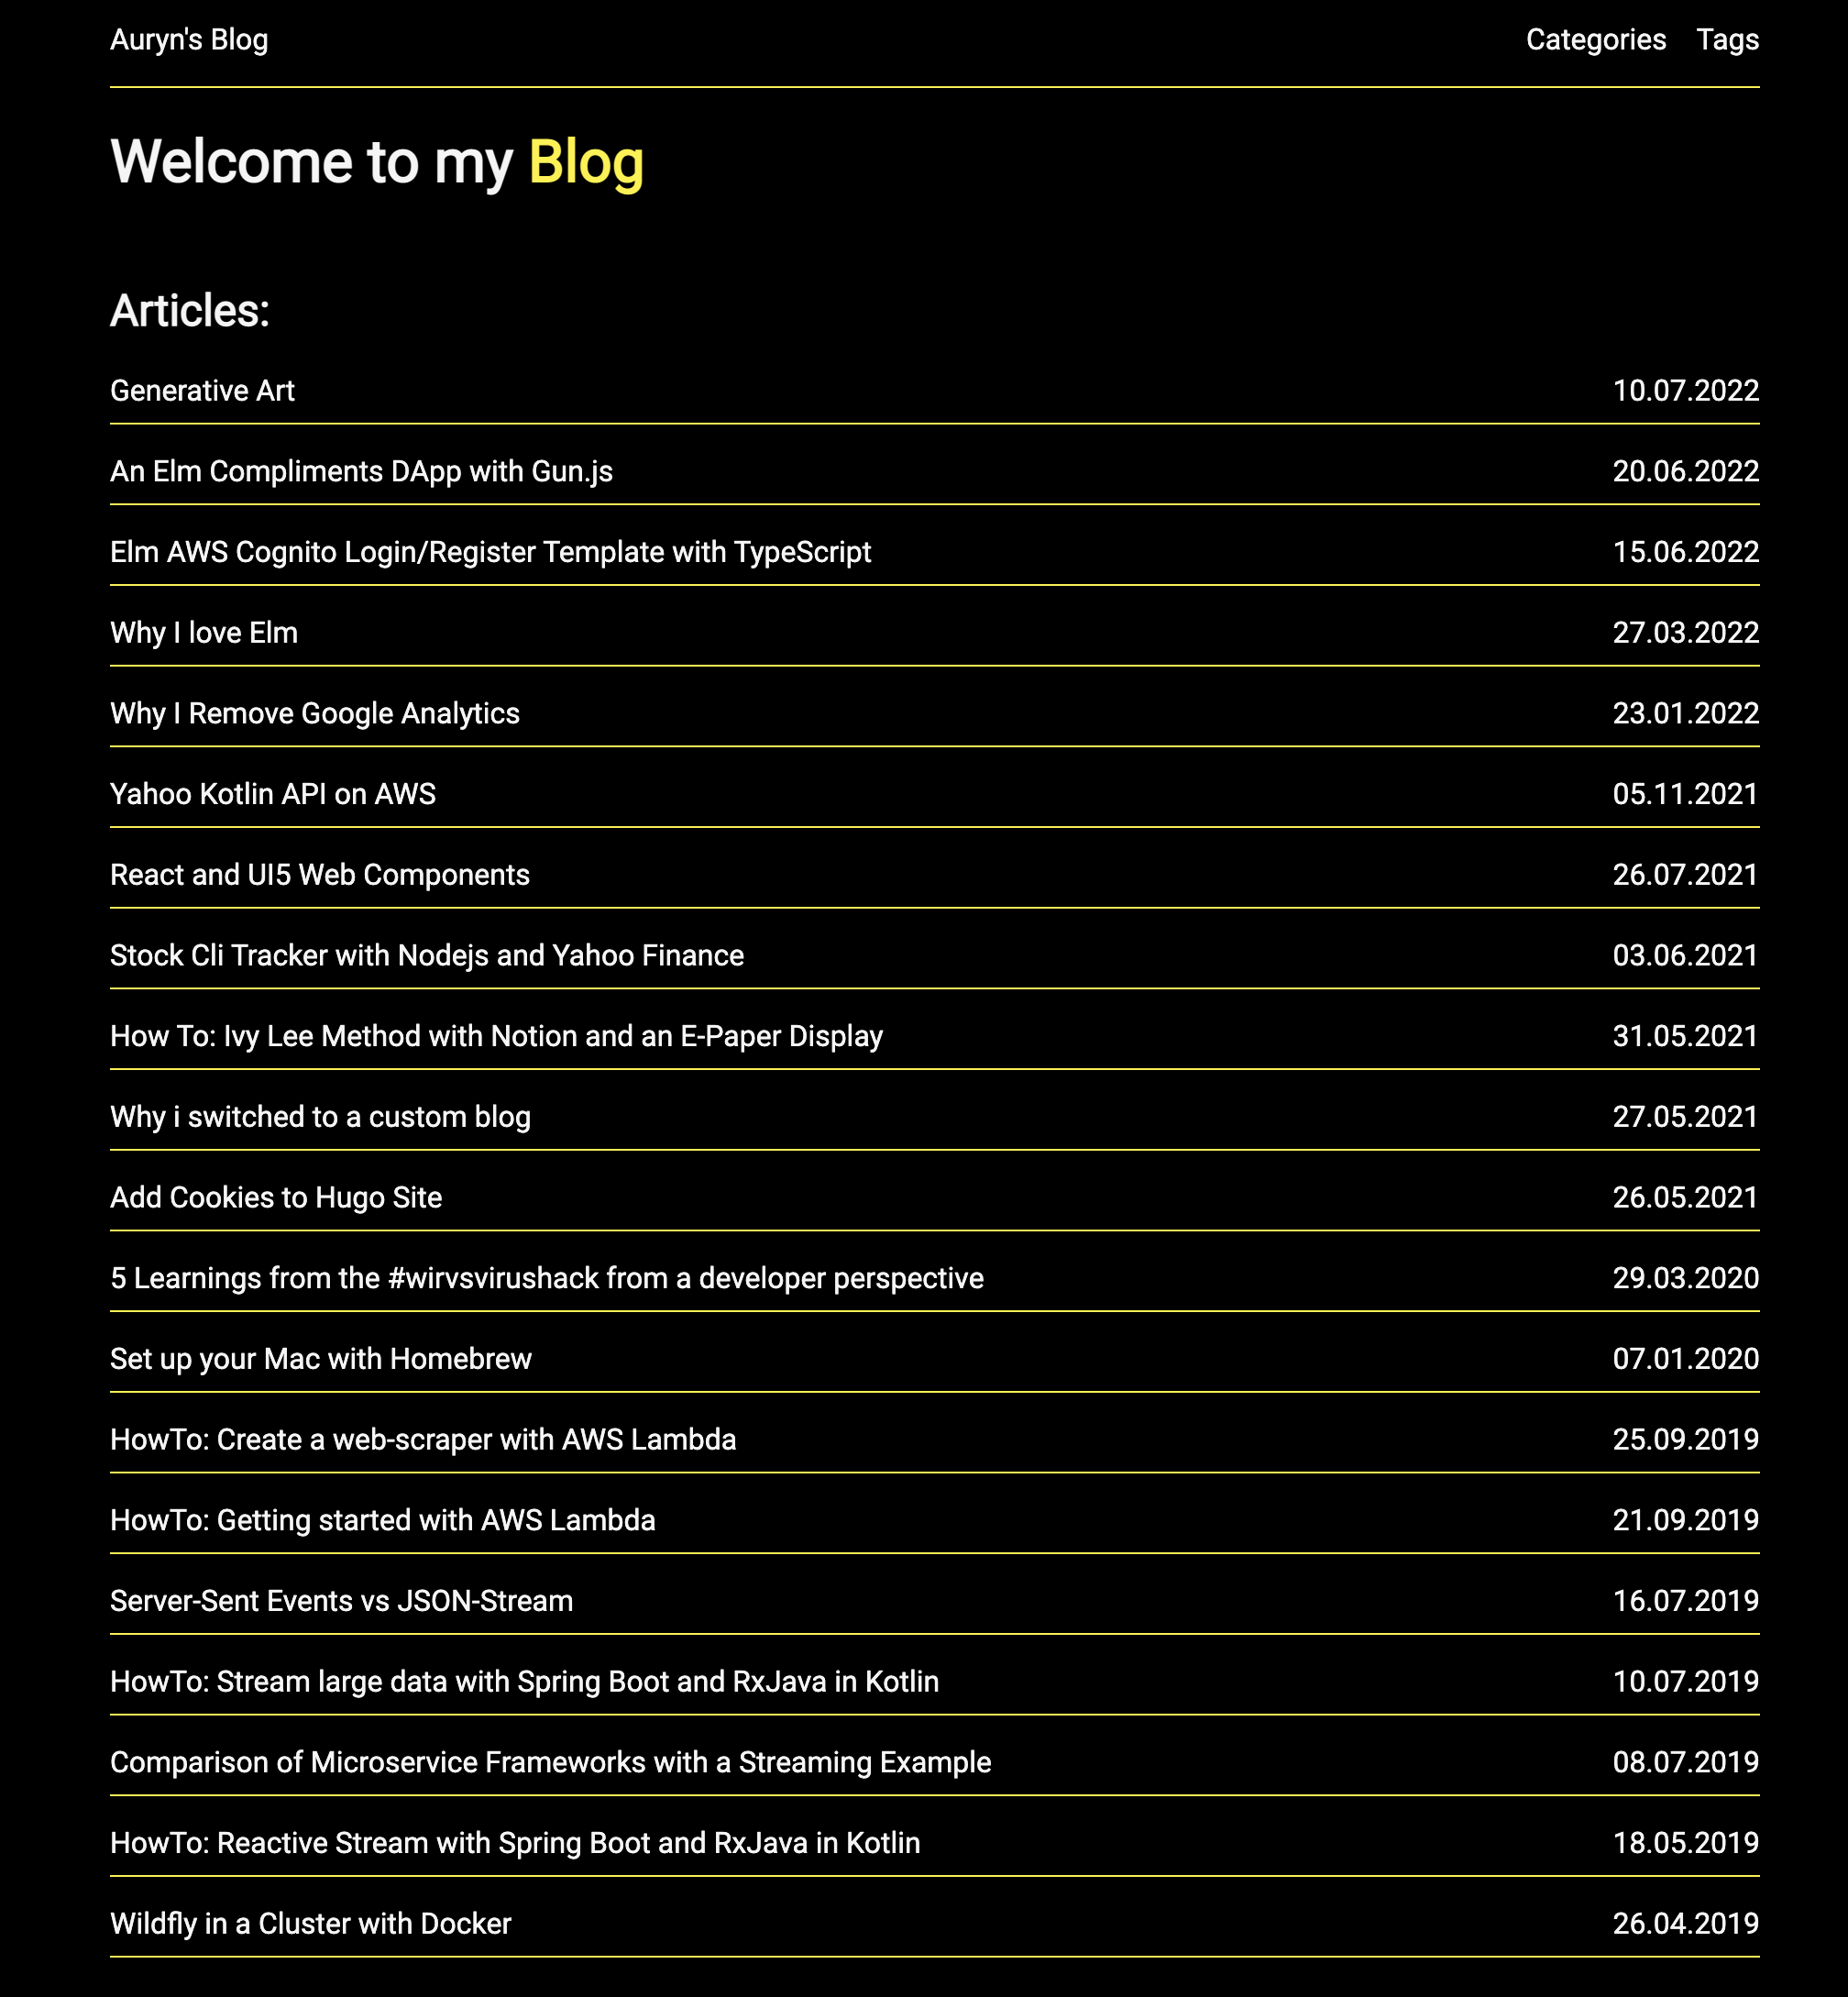 Auryn's Blog Categories Tags
Welcome to my Blog
Articles:
Generative Art 10.07.2022
An Elm Compliments DApp with Gun.js 20.06.2022
Elm AWS Cognito Login/Register Template with TypeScript 15.06.2022
Why I love Elm 27.03.2022
Why I Remove Google Analytics 23.01.2022
Yahoo Kotlin API on AWS 05.11.2021
React and UI5 Web Components 26.07.2021
Stock Cli Tracker with Nodejs and Yahoo Finance 03.06.2021
How To: Ivy Lee Method with Notion and an E-Paper Display 31.05.2021
Why i switched to a custom blog 27.05.2021
Add Cookies to Hugo Site 26.05.2021
5 Learnings from the #wirvsvirushack from a developer perspective 29.03.2020
Set up your Mac with Homebrew 07.01.2020
HowTo: Create a web-scraper with AWS Lambda 25.09.2019
HowTo: Getting started with AWS Lambda 21.09.2019
Server-Sent Events vs JSON-Stream 16.07.2019
HowTo: Stream large data with Spring Boot and RxJava in Kotlin 10.07.2019
Comparison of Microservice Frameworks with a Streaming Example 08.07.2019
HowTo: Reactive Stream with Spring Boot and RxJava in Kotlin 18.05.2019
Wildfly in a Cluster with Docker 26.04.2019